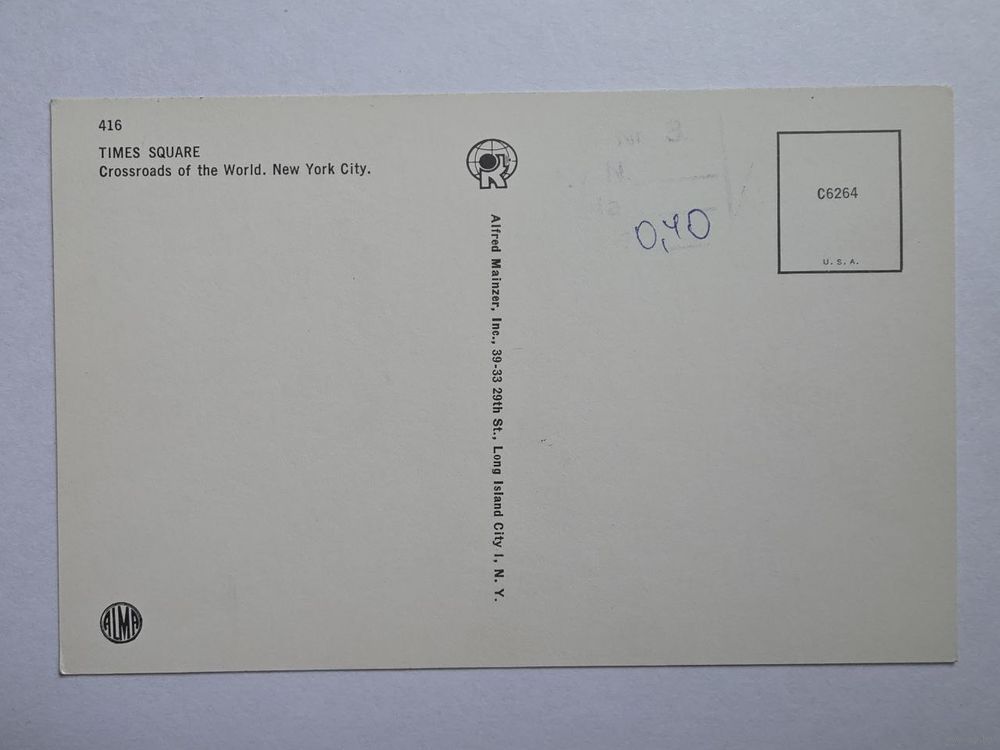 416
TIMES SQUARE
Crossroads of the World. New York City.
Alfred Mainzer, Inc., 39-33 29th St., Long Island City 1, N. Y.
0,40
C6264
U. S. A.
ALMA